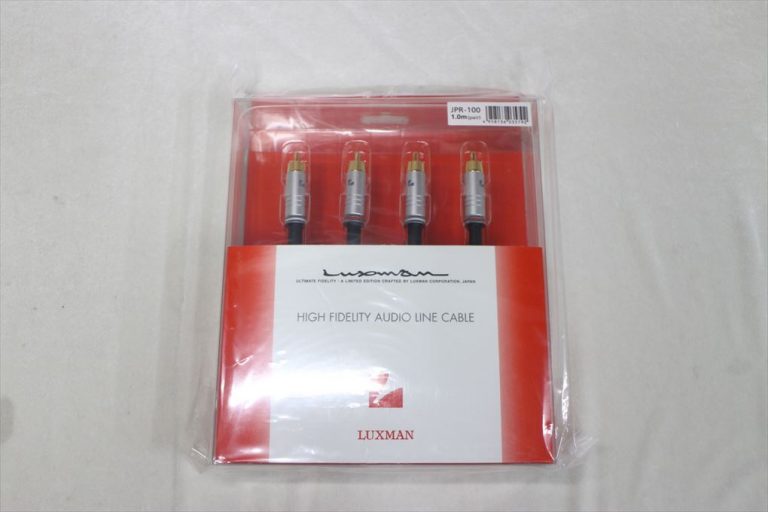 JPR-100
1.0m(pair)
Luxman
ULTIMATE FIDELITY - A LIMITED EDITION CRAFTED BY LUXMAN CORPORATION, JAPAN
HIGH FIDELITY AUDIO LINE CABLE
LUXMAN